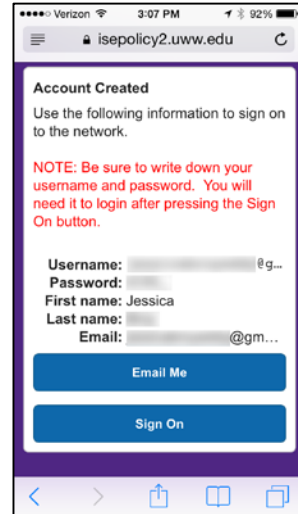 Verizon 3:07 PM 92%
isepolicy2.uww.edu
Account Created
Use the following information to sign on
to the network.
NOTE: Be sure to write down your
username and password. You will
need it to login after pressing the Sign
On button.
Username: @g...
Password:
First name: Jessica
Last name:
Email: @gm...
Email Me
Sign On